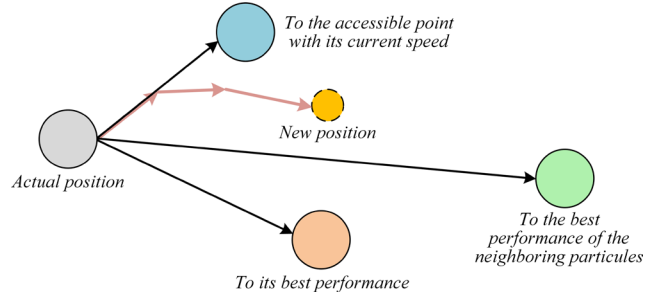 To the accessible point
with its current speed
New position
Actual position
To the best
performance of the
neighboring particules
To its best performance